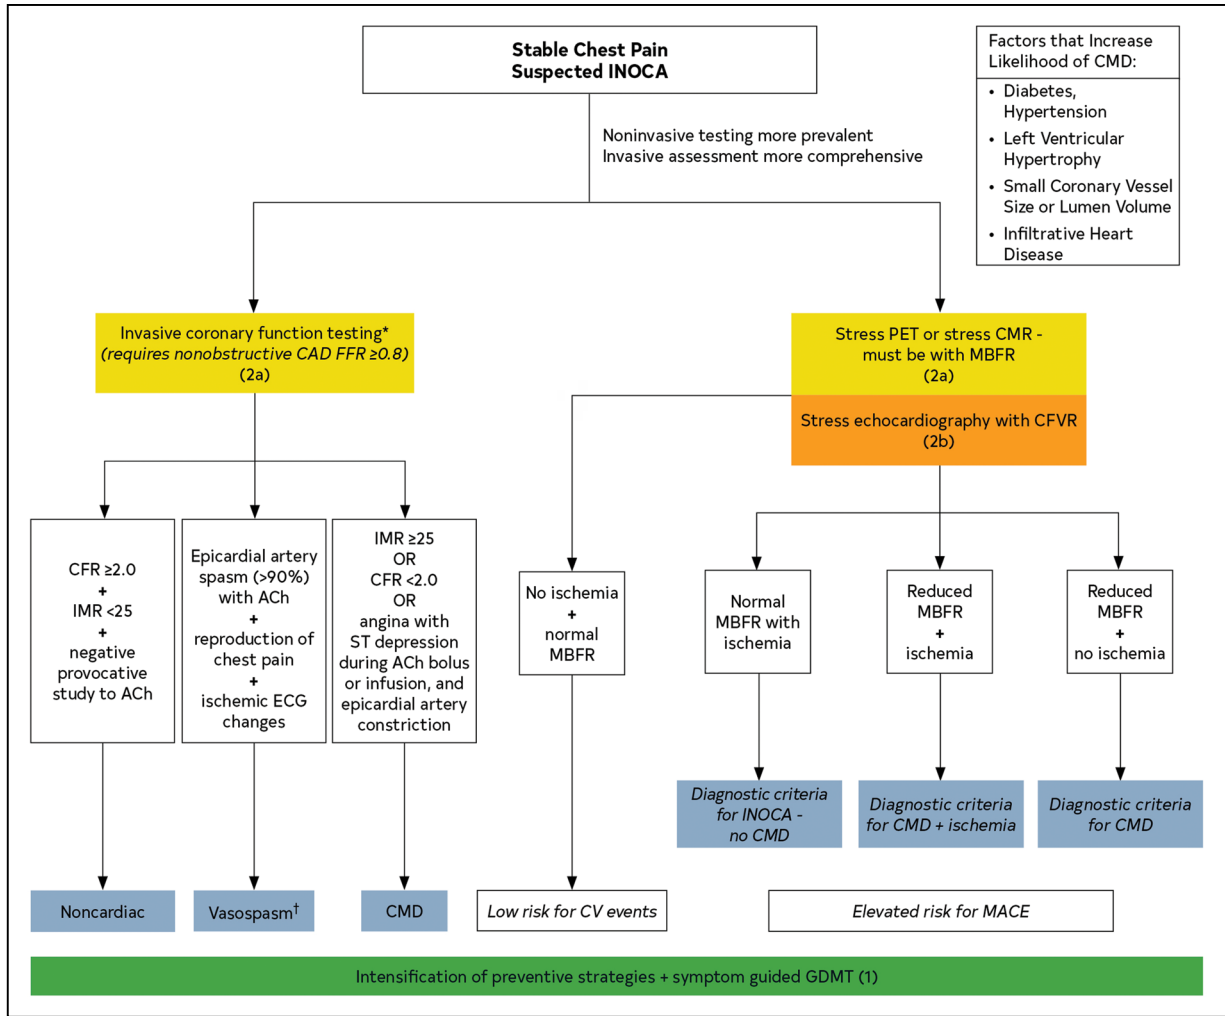 Stable Chest Pain
Suspected INOCA
Factors that Increase
Likelihood of CMD:
• Diabetes,
Hypertension
• Left Ventricular
Hypertrophy
• Small Coronary Vessel
Size or Lumen Volume
• Infiltrative Heart
Disease
Noninvasive testing more prevalent
Invasive assessment more comprehensive
Invasive coronary function testing*
(requires nonobstructive CAD FFR ≥0.8)
(2a)
Stress PET or stress CMR -
must be with MBFR
(2a)
Stress echocardiography with CFVR
(2b)
CFR ≥2.0
+
IMR <25
+
negative
provocative
study to ACh
Epicardial artery
spasm (>90%)
with ACh
+
reproduction of
chest pain
+
ischemic ECG
changes
IMR ≥25
OR
CFR <2.0
OR
angina with
ST depression
during ACh bolus
or infusion, and
epicardial artery
constriction
No ischemia
+
normal
MBFR
Normal
MBFR with
ischemia
Reduced
MBFR
+
ischemia
Reduced
MBFR
+
no ischemia
Diagnostic criteria
for INOCA -
no CMD
Diagnostic criteria
for CMD + ischemia
Diagnostic criteria
for CMD
Noncardiac
Vasospasm†
CMD
Low risk for CV events
Elevated risk for MACE
Intensification of preventive strategies + symptom guided GDMT (1)